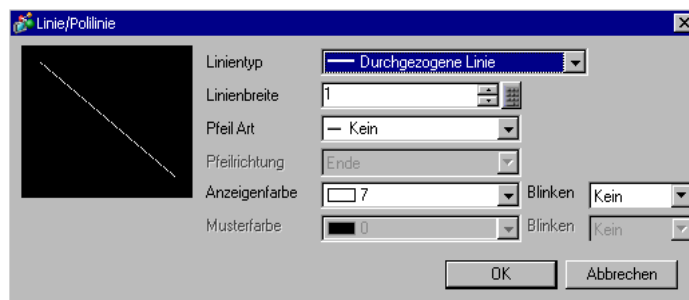 Linie/Polilinie
Linientyp Durchgezogene Linie
Linienbreite 1
Pfeil Art Kein
Pfeilrichtung Ende
Anzeigenfarbe 7 Blinken Kein
Musterfarbe 0 Blinken Kein
OK Abbrechen